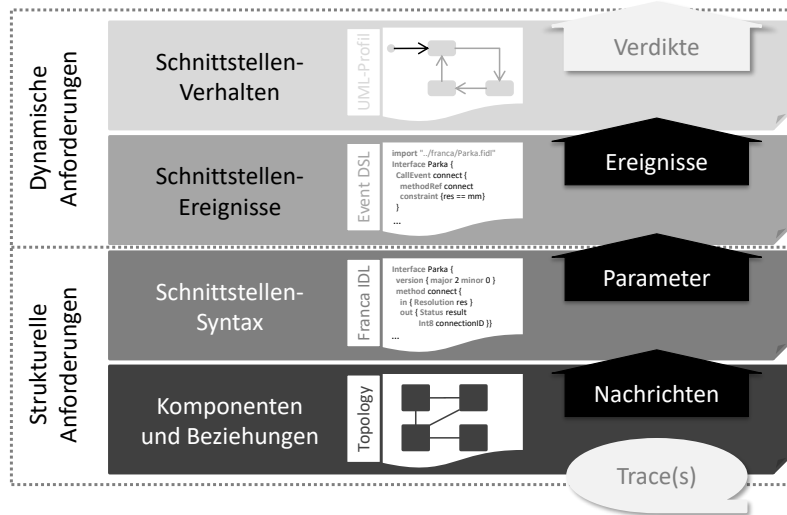 Dynamische
Anforderungen
Schnittstellen-
Verhalten
UML-Profil
Verdikte
Schnittstellen-
Ereignisse
Event DSL
import "../franca/Parka.fidl"
Interface Parka {
CallEvent connect {
methodRef connect
constraint {res == mm}
}
...
Ereignisse
Strukturelle
Anforderungen
Schnittstellen-
Syntax
Franca IDL
Interface Parka {
version { major 2 minor 0 }
method connect {
in { Resolution res }
out { Status result
Int8 connectionID }}
...
Parameter
Komponenten
und Beziehungen
Topology
Nachrichten
Trace(s)